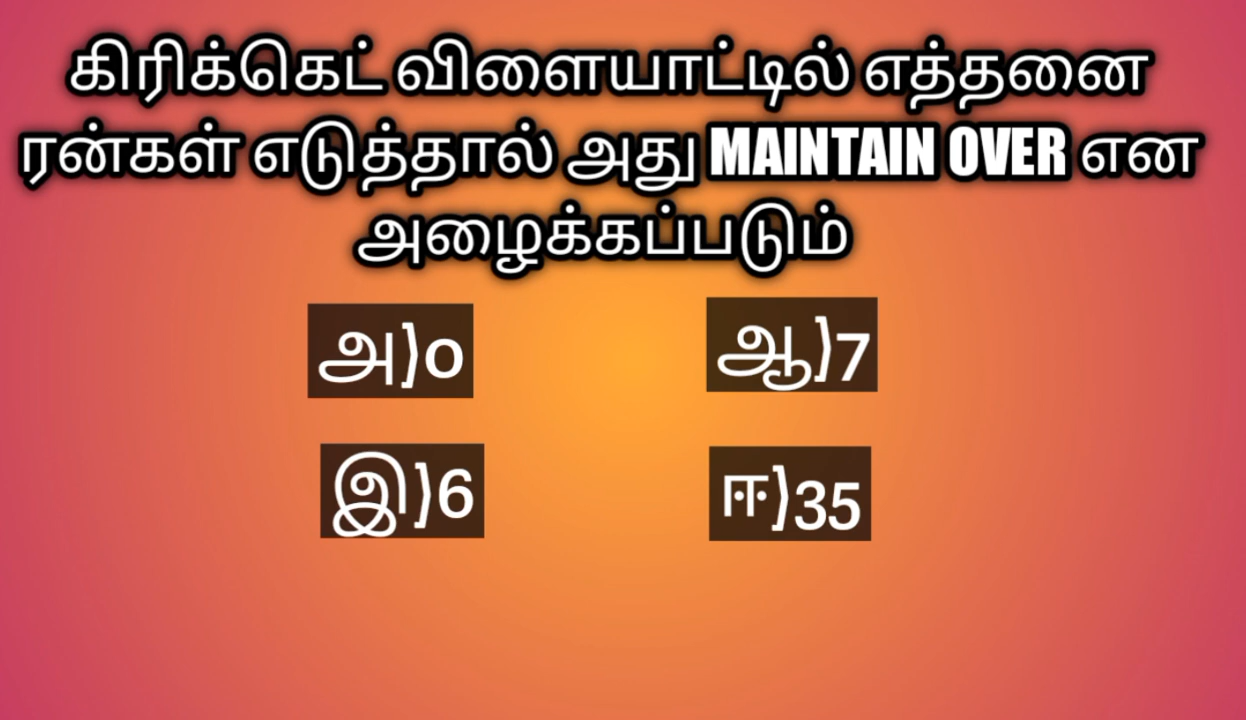 கிரிக்கெட் விளையாட்டில் எத்தனை
ரன்கள் எடுத்தால் அது MAINTAIN OVER என
அழைக்கப்படும்
அ)0 ஆ)7
இ)6 ஈ)35